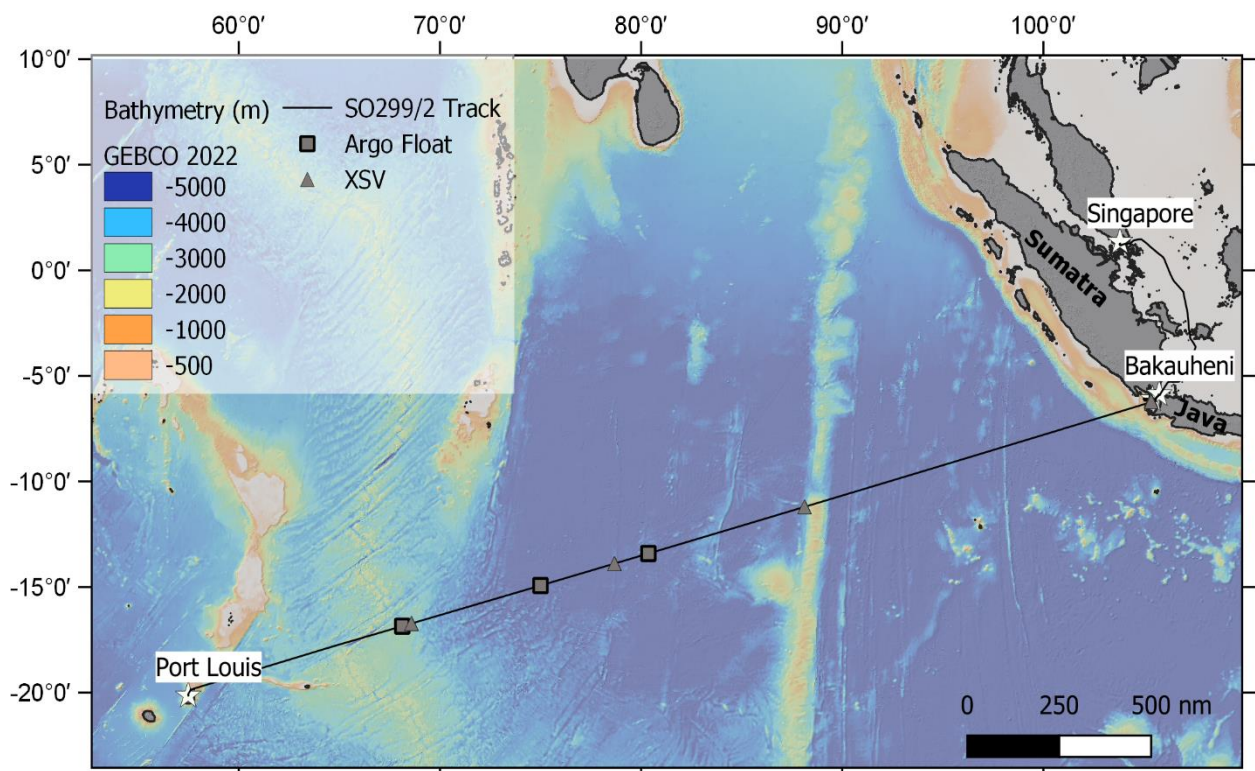 60°0′ 70°0′ 80°0′ 90°0′ 100°0′
10°0′
5°0′
0°0′
-5°0′
-10°0′
-15°0′
-20°0′
Bathymetry (m)
GEBCO 2022
-5000
-4000
-3000
-2000
-1000
-500
SO299/2 Track
Argo Float
XSV
Singapore
Sumatra
Bakauheni
Java
Port Louis
0 250 500 nm